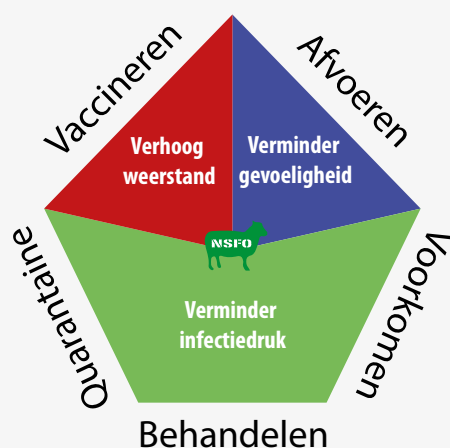 Vaccineren
Afvoeren
Verhoog
weerstand
Verminder
gevoeligheid
NSFO
Quarantaine
Voorkomen
Verminder
infectiedruk
Behandelen